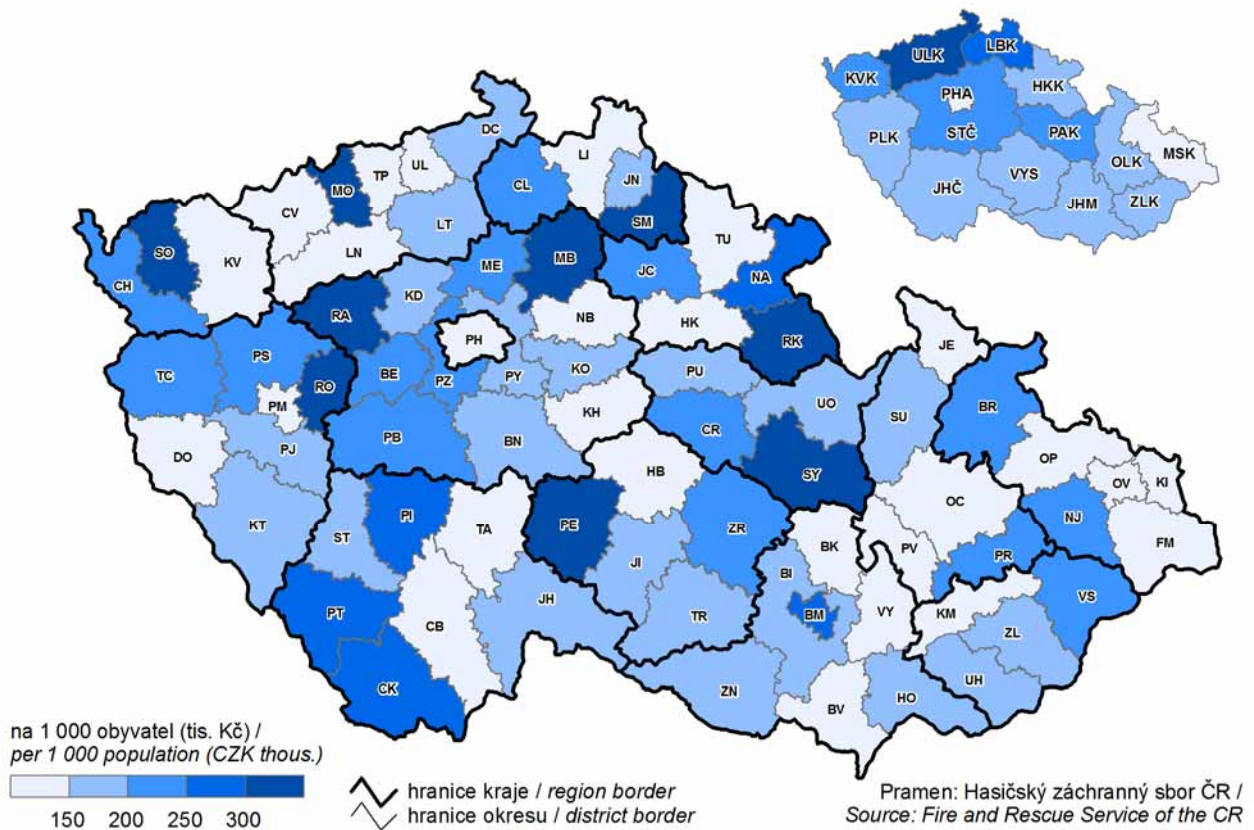 ULK LBK
KVK HKK
PHA
PLK STČ PAK
OLK MSK
JHČ VYS
JHM ZLK
DC
UL LI
TP
MO CL JN
CV LT SM
SO TU
KV LN
CH ME MB JC NA
KD
RA NB
PH HK RK
JE
PS BE PZ PY KO PU
TC RO
PM UO SU BR
KH
PB CR
DO PJ BN
HB SY OP
OC OV KI
PI TA
KT ST PE ZR NJ
BK PV PR FM
JI BI
PT CB JH TR BM VY KM VS
ZL
CK ZN UH
BV HO
na 1 000 obyvatel (tis. Kč) /
per 1 000 population (CZK thous.)
150 200 250 300
hranice kraje / region border
hranice okresu / district border
Pramen: Hasičský záchranný sbor ČR /
Source: Fire and Rescue Service of the CR